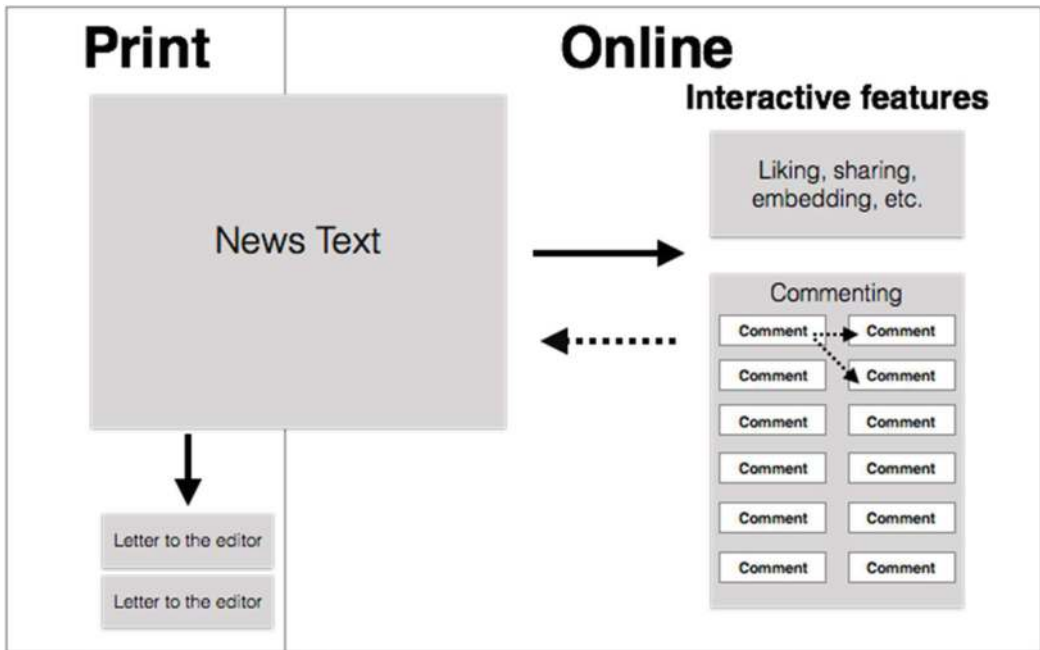 Print
Online
Interactive features
Liking, sharing,
embedding, etc.
News Text
Commenting
Comment
Comment
Comment
Comment
Comment
Comment
Comment
Comment
Comment
Comment
Comment
Comment
Letter to the editor
Letter to the editor